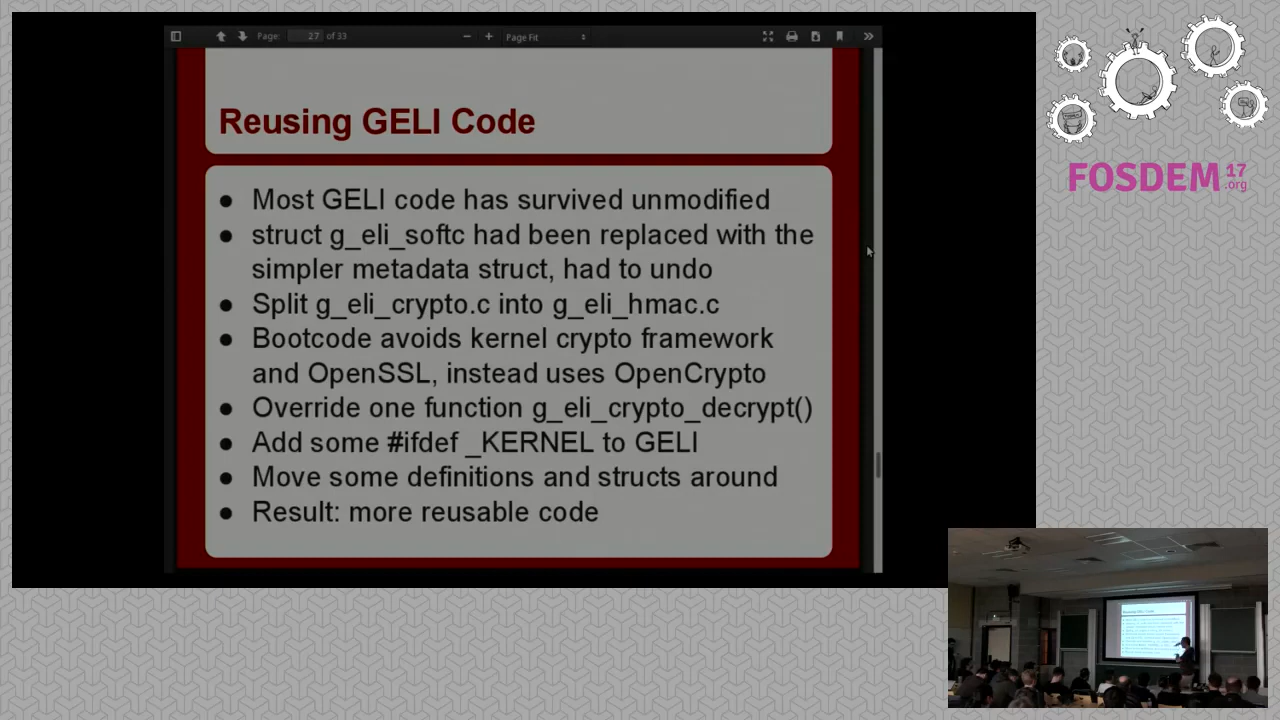 Page: 27 of 33 Page Fit
Reusing GELI Code
● Most GELI code has survived unmodified
● struct g_eli_softc had been replaced with the
simpler metadata struct, had to undo
● Split g_eli_crypto.c into g_eli_hmac.c
● Bootcode avoids kernel crypto framework
and OpenSSL, instead uses OpenCrypto
● Override one function g_eli_crypto_decrypt()
● Add some #ifdef _KERNEL to GELI
● Move some definitions and structs around
● Result: more reusable code
FOSDEM 17
.org
Reusing GELI Code